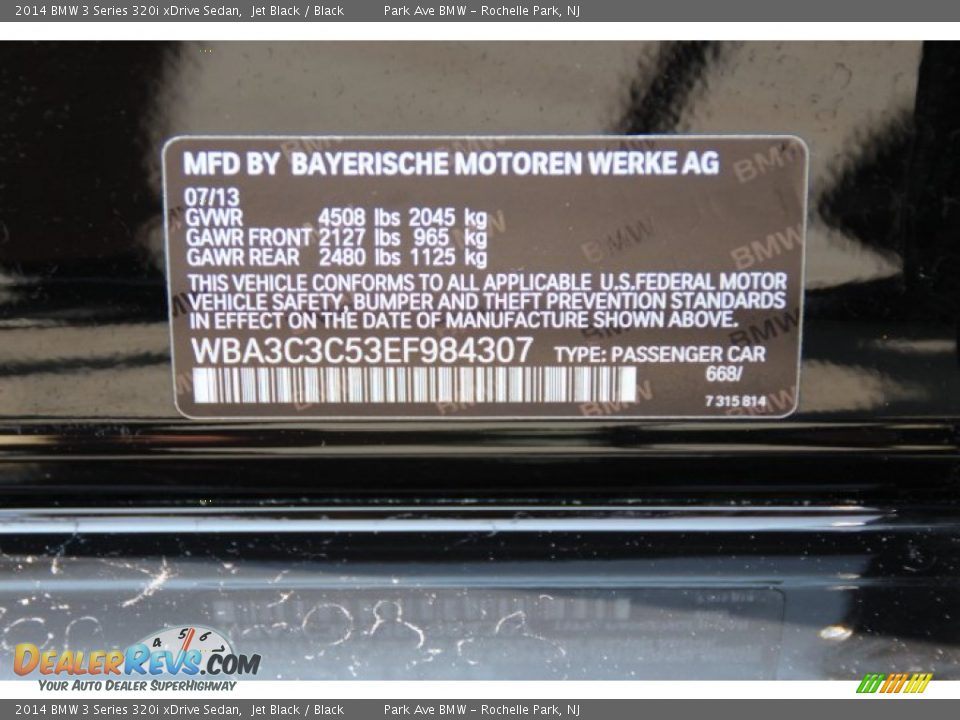 2014 BMW 3 Series 320i xDrive Sedan, Jet Black / Black Park Ave BMW - Rochelle Park, NJ
MFD BY BAYERISCHE MOTOREN WERKE AG
07/13
GVWR 4508 lbs 2045 kg
GAWR FRONT 2127 lbs 965 kg
GAWR REAR 2480 lbs 1125 kg
THIS VEHICLE CONFORMS TO ALL APPLICABLE U.S.FEDERAL MOTOR
VEHICLE SAFETY, BUMPER AND THEFT PREVENTION STANDARDS
IN EFFECT ON THE DATE OF MANUFACTURE SHOWN ABOVE.
WBA3C3C53EF984307 TYPE: PASSENGER CAR
668/
7 315 814
4 5 6
DEALERREVS.COM
YOUR AUTO DEALER SUPERHIGHWAY
2014 BMW 3 Series 320i xDrive Sedan, Jet Black / Black Park Ave BMW - Rochelle Park, NJ